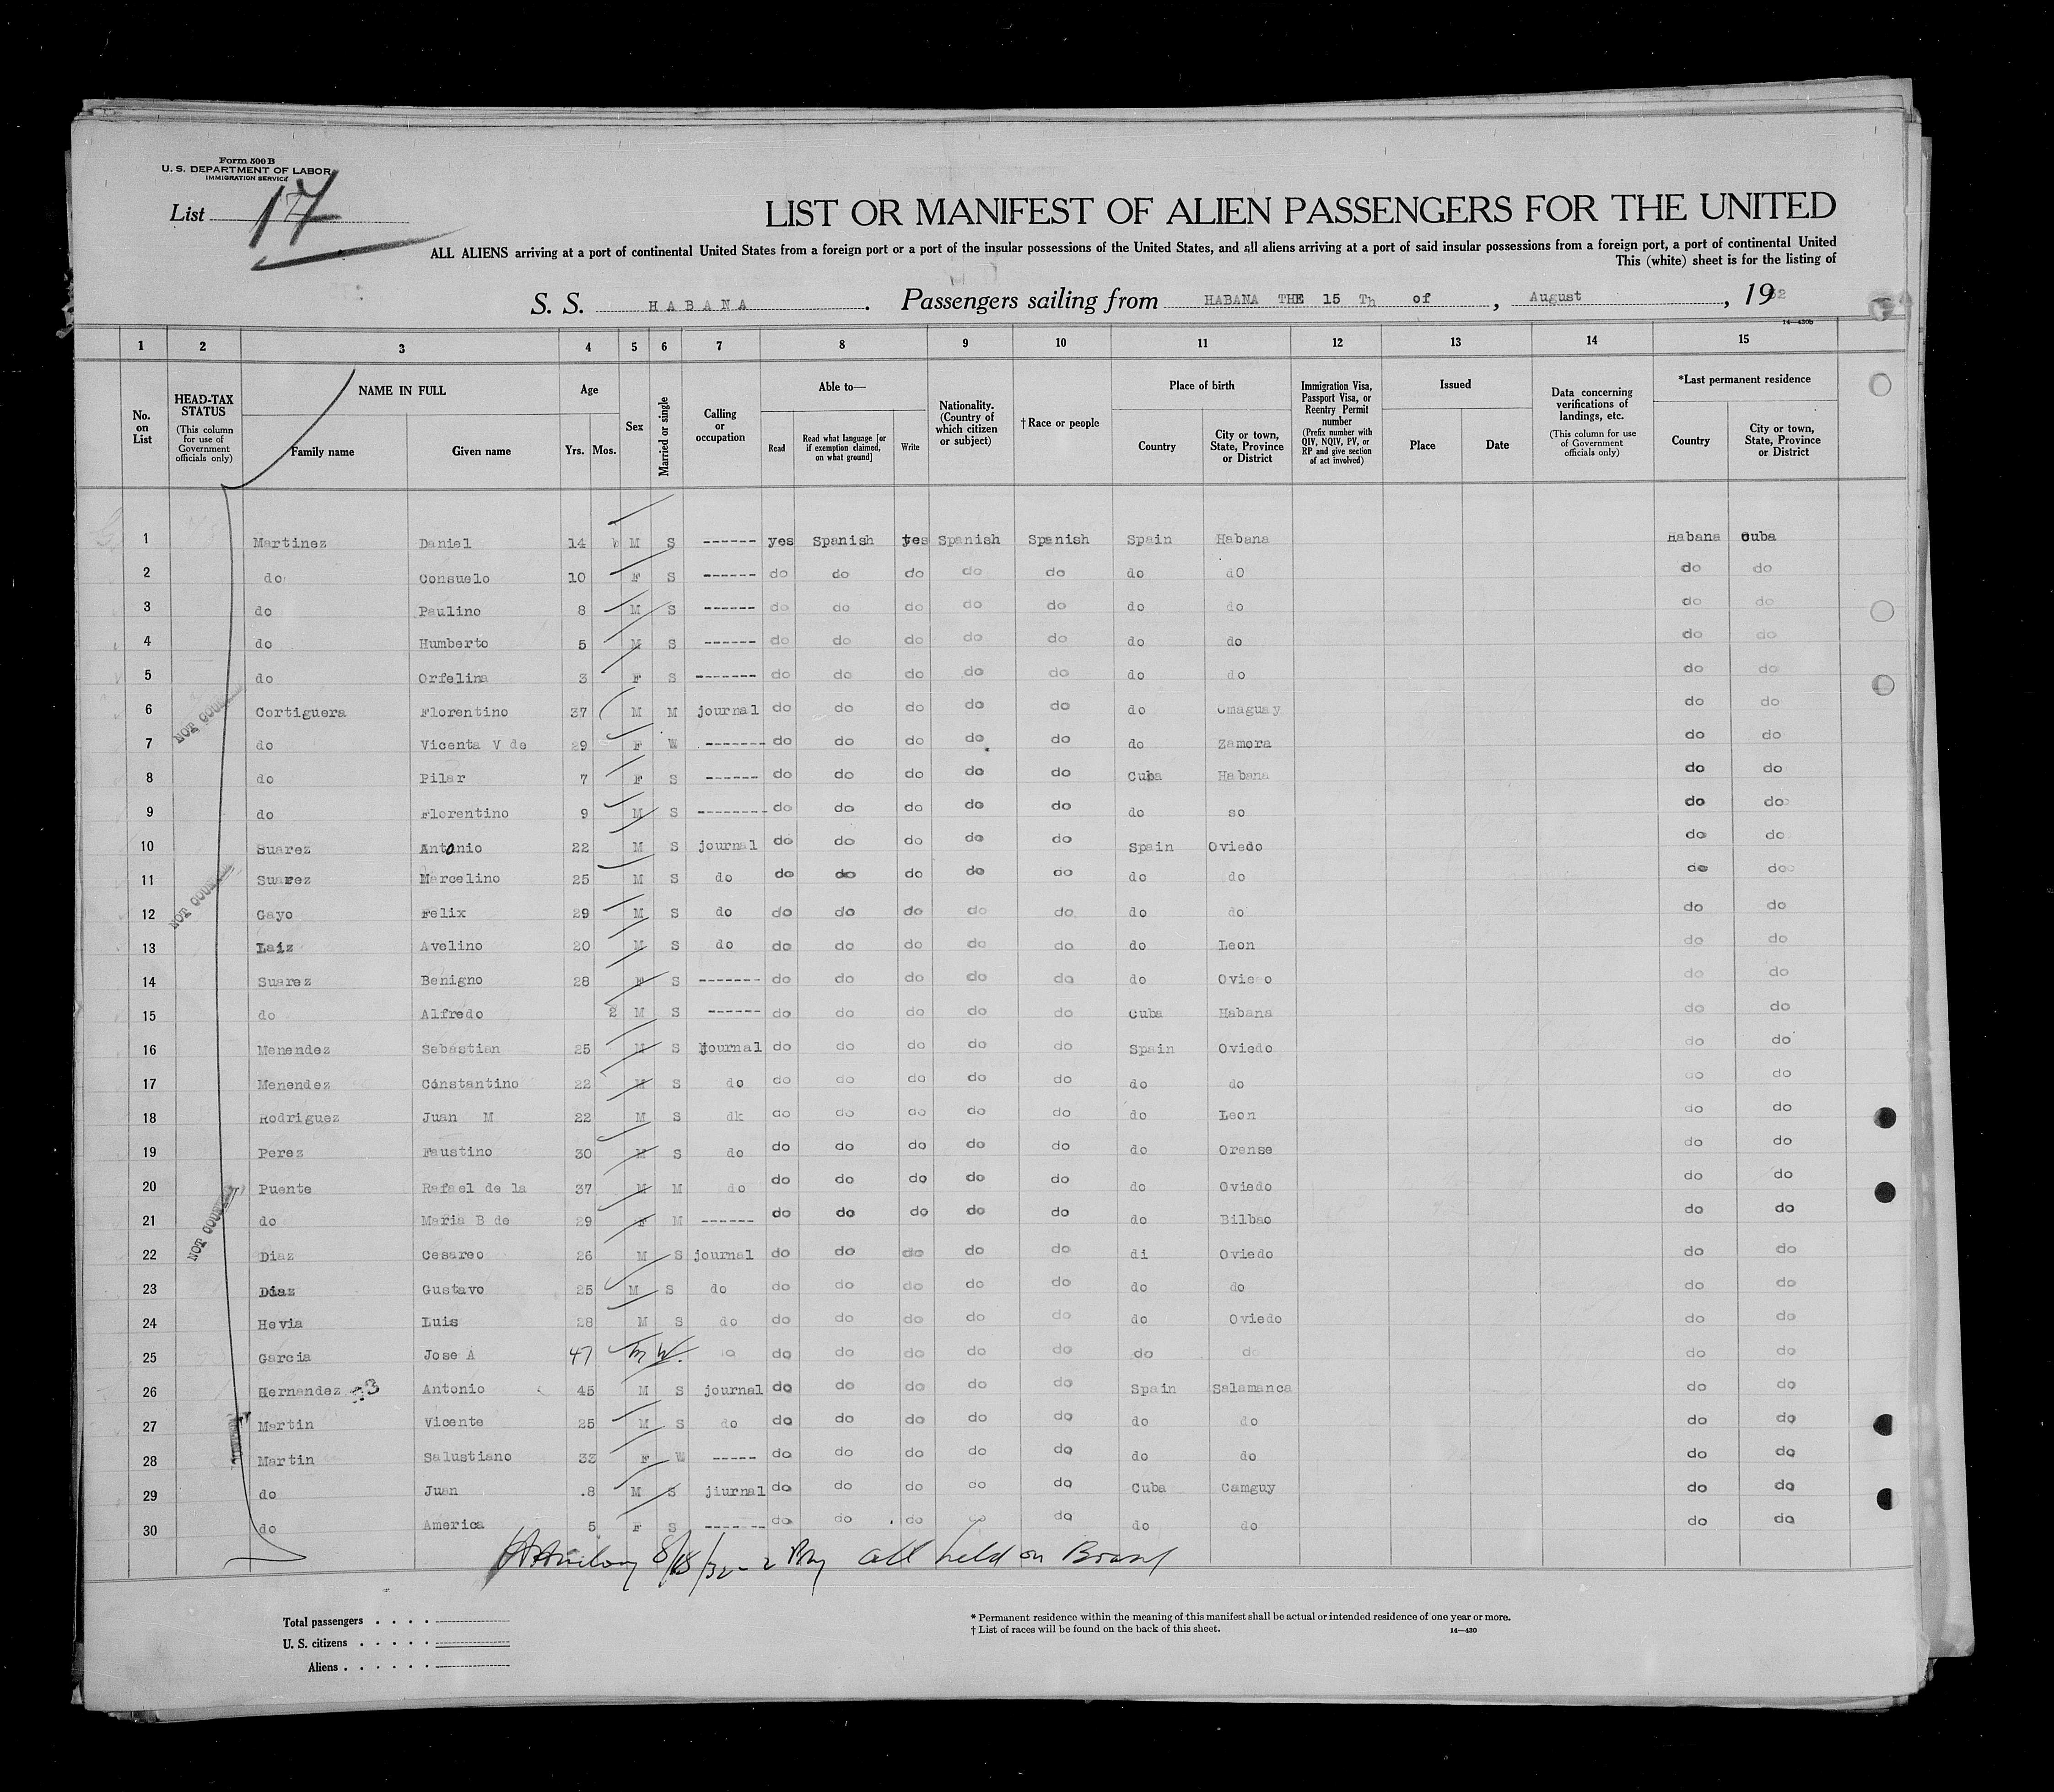 Form 500 B
U. S. DEPARTMENT OF LABOR
IMMIGRATION SERVICE
List 17
LIST OR MANIFEST OF ALIEN PASSENGERS FOR THE UNITED
ALL ALIENS arriving at a port of continental United States from a foreign port or a port of the insular possessions of the United States, and all aliens arriving at a port of said insular possessions from a foreign port, a port of continental United
This (white) sheet is for the listing of
S. S. HABANA. Passengers sailing from HABANA THE 15 Th of, August, 1932
14—430b
1 2 3 4 5 6 7 8 9 10 11 12 13 14 15
No. on List
HEAD-TAX STATUS (This column for use of Government officials only)
NAME IN FULL
Family name Given name
Age
Yrs. Mos.
Sex
Married or single
Calling or occupation
Able to—
Read
Read what language [or if exemption claimed, on what ground]
Write
Nationality. (Country of which citizen or subject)
† Race or people
Place of birth
Country
City or town, State, Province or District
Immigration Visa, Passport Visa, or Reentry Permit number (Prefix number with QIV, NQIV, PV, or RP and give section of act involved)
Issued
Place Date
Data concerning verifications of landings, etc. (This column for use of Government officials only)
*Last permanent residence
Country
City or town, State, Province or District
1 Martinez Daniel 14 M S ------ yes Spanish yes Spanish Spanish Spain Habana Habana Cuba
2 do Consuelo 10 F S ------ do do do do do do dO do do
3 do Paulino 8 M S ------ do do do do do do do do do
4 do Humberto 5 M S ------ do do do do do do do do do
5 do Orfelina 3 F S ------- do do do do do do do do do
6 Cortiguera Florentino 37 M M journal do do do do do do Cmaguay do do
7 do Vicenta V de 29 F W ------- do do do do do do Zamora do do
8 do Pilar 7 F S ------ do do do do do Cuba Habana do do
9 do Florentino 9 M S -------- do do do do do do so do do
10 Suarez Antonio 22 M S journal do do do do do Spain Oviedo do do
11 Suarez Marcelino 25 M S do do do do do do do do do do
12 Gayo Felix 29 M S do do do do do do do do do do
13 Laiz Avelino 20 M S do do do do do do do Leon do do
14 Suarez Benigno 28 F S ------- do do do do do do Ovie o do do
15 do Alfredo 2 M S ------ do do do do do Cuba Habana do do
16 Menendez Sebastian 25 M S journal do do do do do Spain Oviedo do do
17 Menendez Constantino 22 M S do do do do do do do do do do
18 Rodriguez Juan M 22 M S dk do do do do do do Leon do do
19 Perez Faustino 30 M S do do do do do do do Orense do do
20 Puente Rafael de la 37 M M do do do do do do do Oviedo do do
21 do Maria B de 29 F M ------ do do do do do do Bilbao do do
22 Diaz Cesareo 26 M S journal do do do do do di Oviedo do do
23 Diaz Gustavo 25 M S do do do do do do do do do do
24 Hevia Luis 28 M S do do do do do do do Oviedo do do
25 Garcia Jose A 47 M W. do do do do do do do do do
26 Hernandez Antonio 45 M S journal do do do do do Spain Salamanca do do
27 Martin Vicente 25 M S do do do do do do do do do do
28 Martin Salustiano 33 F W ----- do do do do do do do do do
29 do Juan .8 M S jiurnal do do do do do Cuba Camguy do do
30 do America 5 F S ------- do do do do do do do do
NOT COUNTED
NOT COUNTED
NOT COUNTED
8/18/32 - 2 PM all held on Board
Total passengers
U. S. citizens
Aliens
* Permanent residence within the meaning of this manifest shall be actual or intended residence of one year or more.
† List of races will be found on the back of this sheet.
14—430